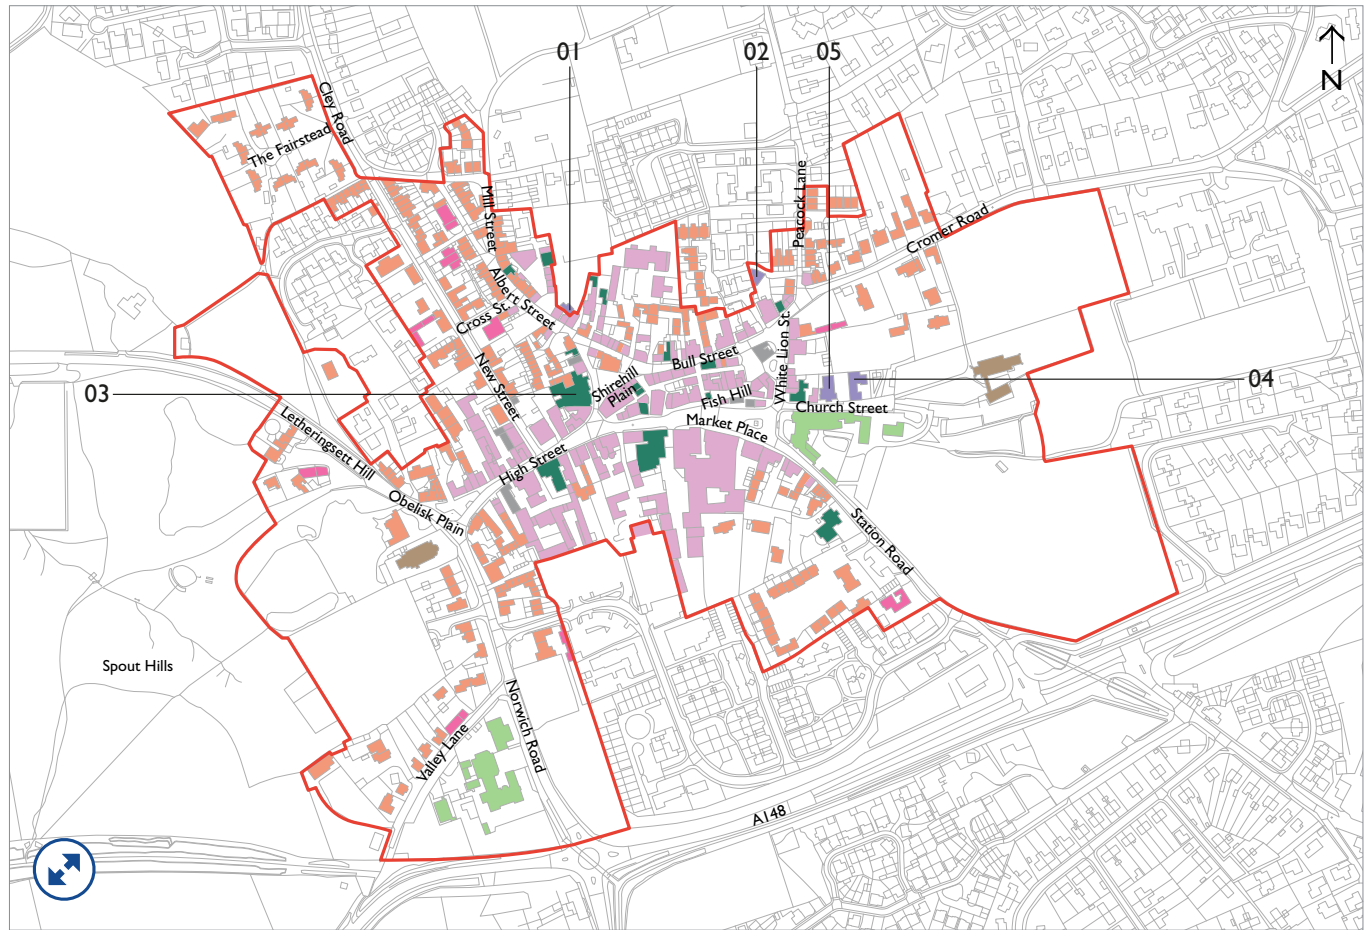 01
02
05
N
Cley Road
The Fairstead
Mill Street
Peacock Lane
Cromer Road
Albert Street
Cross St.
New Street
Shirehill
Plain
Bull Street
White Lion St.
Fish Hill
03
04
Church Street
Market Place
Letheringsett Hill
High Street
Obelisk Plain
Station Road
Spout Hills
Norwich Road
Valley Lane
A148